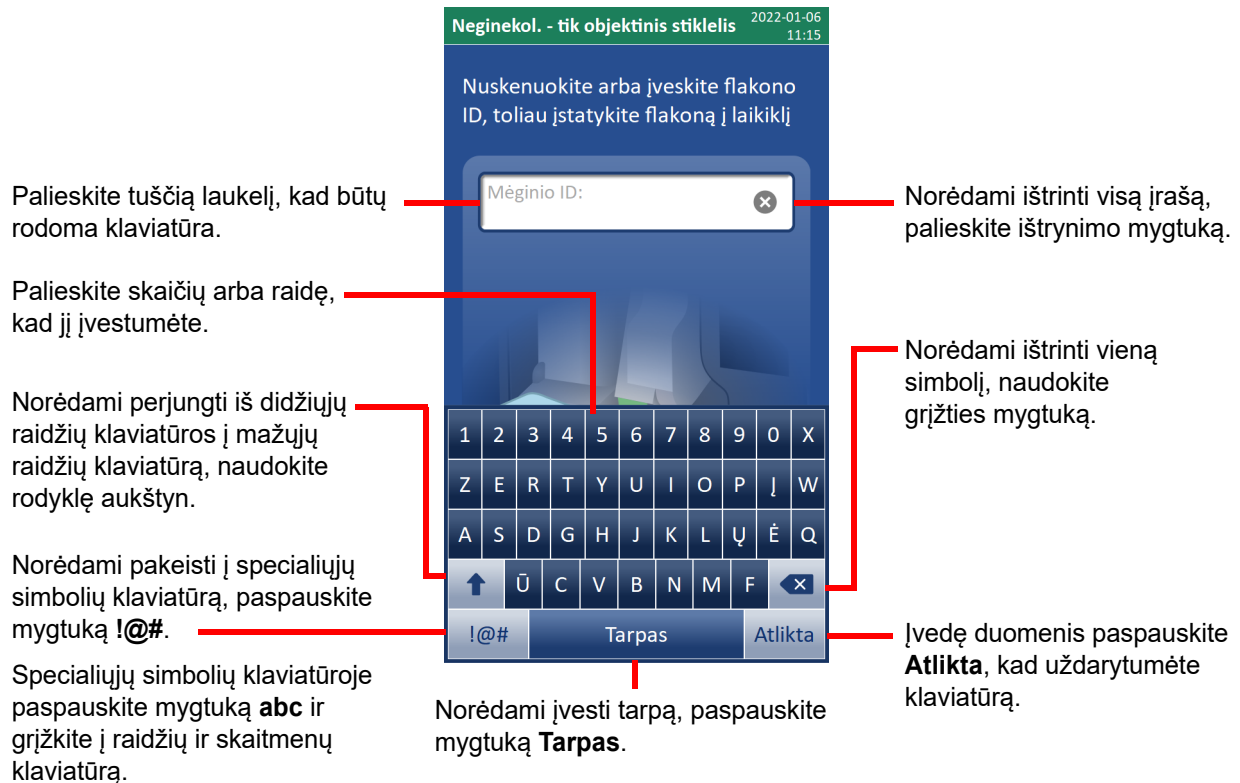 Neginekol. - tik objektinis stiklelis
2022-01-06
11:15
Nuskenuokite arba įveskite flakono
ID, toliau įstatykite flakoną į laikiklį
Mėginio ID:
Palieskite tuščią laukelį, kad būtų
rodoma klaviatūra.
Palieskite skaičių arba raidę,
kad jį įvestumėte.
Norėdami perjungti iš didžiųjų
raidžių klaviatūros į mažųjų
raidžių klaviatūrą, naudokite
rodyklę aukštyn.
Norėdami pakeisti į specialiųjų
simbolių klaviatūrą, paspauskite
mygtuką !@#.
Specialiųjų simbolių klaviatūroje
paspauskite mygtuką abc ir
grįžkite į raidžių ir skaitmenų
klaviatūrą.
1 2 3 4 5 6 7 8 9 0 X
Z E R T Y U I O P Į W
A S D G H J K L Ų Ė Q
Ū C V B N M F
!@# Tarpas Atlikta
Norėdami įvesti tarpą, paspauskite
mygtuką Tarpas.
Norėdami ištrinti visą įrašą,
palieskite ištrynimo mygtuką.
Norėdami ištrinti vieną
simbolį, naudokite
grįžties mygtuką.
Įvedę duomenis paspauskite
Atlikta, kad uždarytumėte
klaviatūrą.